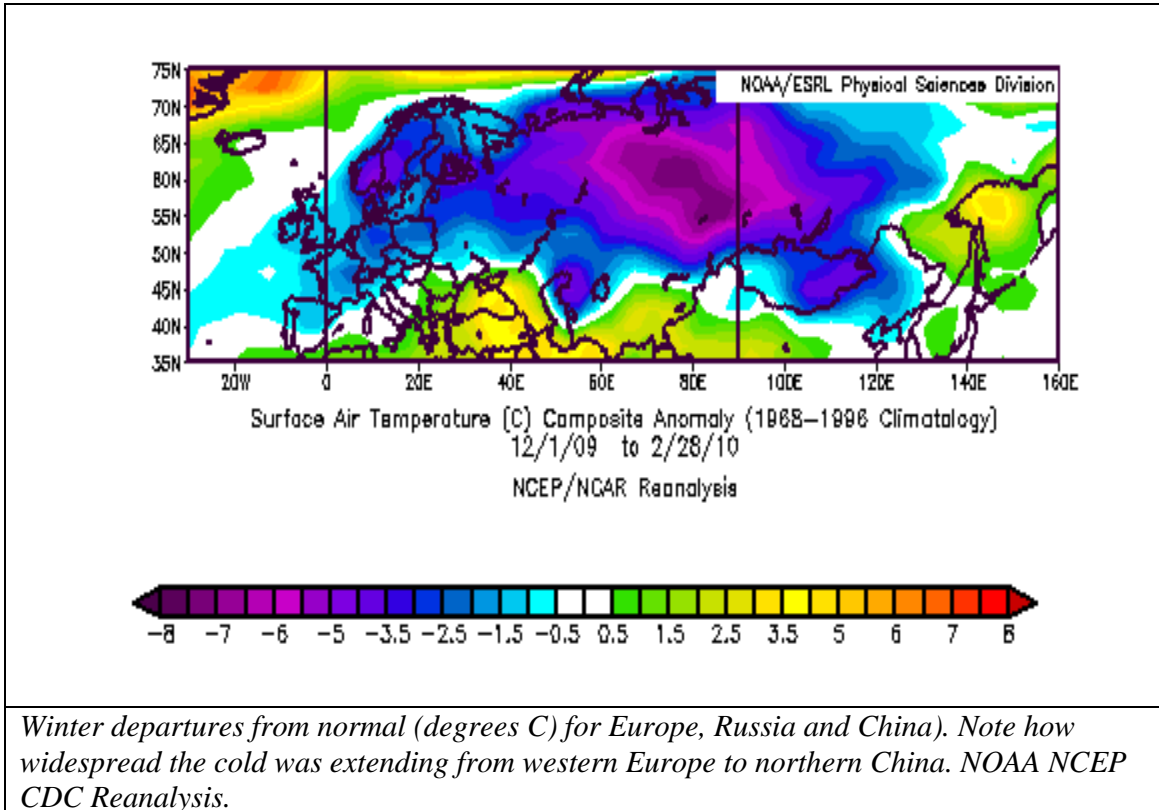 75N
NOAA/ESRL Physical Sciences Division
70N
65N
60N
55N
50N
45N
40N
35N
20W 0 20E 40E 60E 80E 100E 120E 140E 160E
Surface Air Temperature (C) Composite Anomaly (1968–1996 Climatology)
12/1/09 to 2/28/10
NCEP/NCAR Reanalysis
−8 −7 −6 −5 −3.5 −2.5 −1.5 −0.5 0.5 1.5 2.5 3.5 5 6 7 8
Winter departures from normal (degrees C) for Europe, Russia and China). Note how
widespread the cold was extending from western Europe to northern China. NOAA NCEP
CDC Reanalysis.